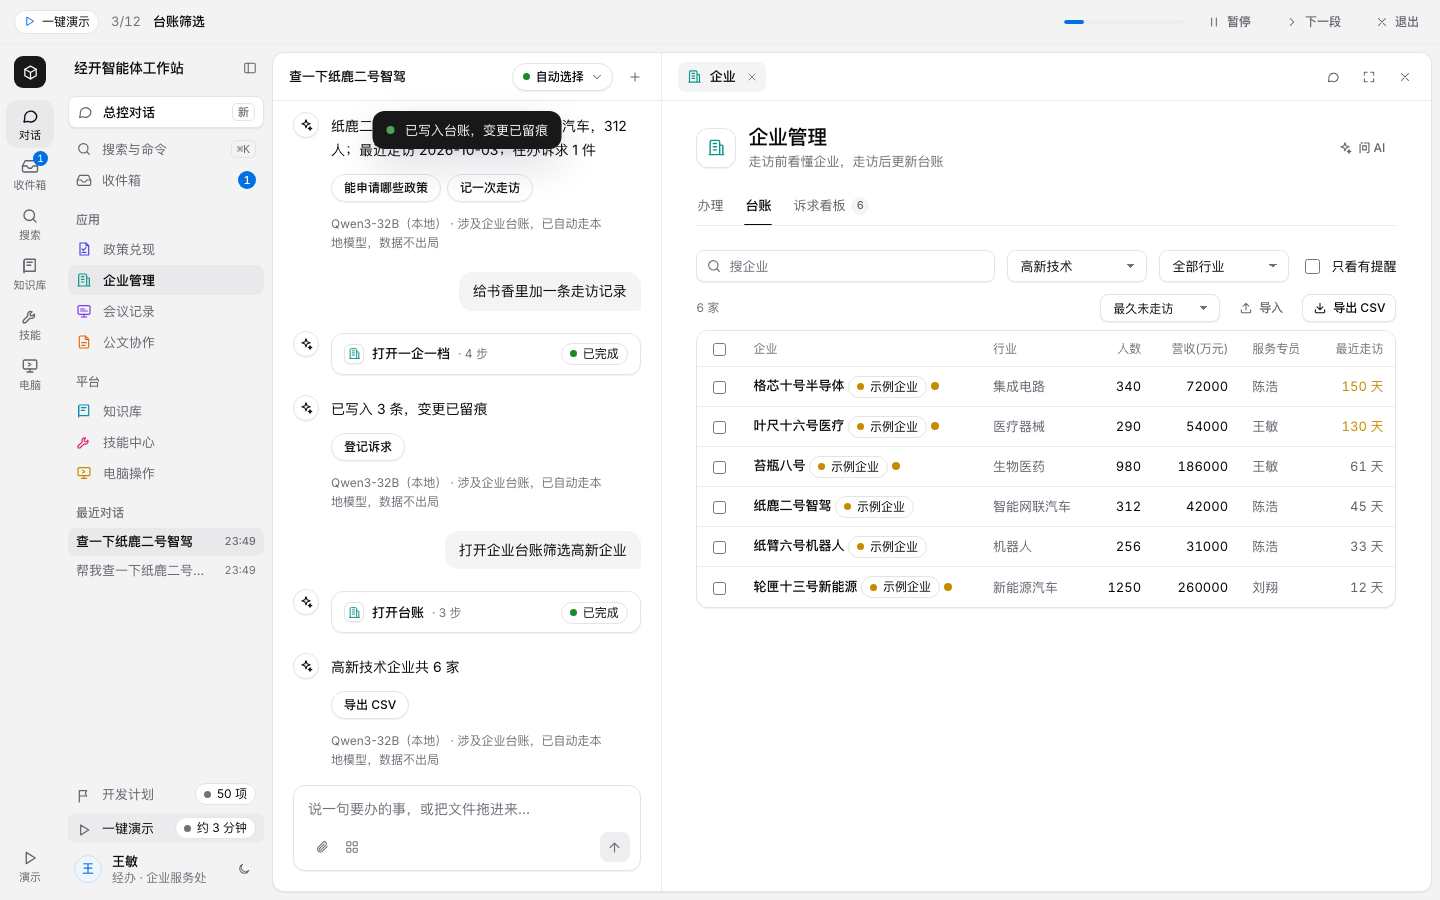 一键演示
3/12
台账筛选
暂停
下一段
退出
对话
1
收件箱
搜索
知识库
技能
电脑
演示
经开智能体工作站
总控对话
新
搜索与命令
⌘K
收件箱
1
应用
政策兑现
企业管理
会议记录
公文协作
平台
知识库
技能中心
电脑操作
最近对话
查一下纸鹿二号智驾 23:49
帮我查一下纸鹿二号... 23:49
开发计划
50 项
一键演示
约 3 分钟
王
王敏
经办 · 企业服务处
查一下纸鹿二号智驾
自动选择
已写入台账，变更已留痕
纸鹿二
汽车，312
人；最近走访 2026-10-03；在办诉求 1 件
能申请哪些政策
记一次走访
Qwen3-32B（本地） · 涉及企业台账，已自动走本
地模型，数据不出局
给书香里加一条走访记录
打开一企一档 · 4 步
已完成
已写入 3 条，变更已留痕
登记诉求
Qwen3-32B（本地） · 涉及企业台账，已自动走本
地模型，数据不出局
打开企业台账筛选高新企业
打开台账 · 3 步
已完成
高新技术企业共 6 家
导出 CSV
Qwen3-32B（本地） · 涉及企业台账，已自动走本
地模型，数据不出局
说一句要办的事，或把文件拖进来...
企业
企业管理
走访前看懂企业，走访后更新台账
问 AI
办理
台账
诉求看板 6
搜企业
高新技术
全部行业
只看有提醒
6 家
最久未走访
导入
导出 CSV
企业 行业 人数 营收(万元) 服务专员 最近走访
格芯十号半导体 示例企业 集成电路 340 72000 陈浩 150 天
叶尺十六号医疗 示例企业 医疗器械 290 54000 王敏 130 天
苔瓶八号 示例企业 生物医药 980 186000 王敏 61 天
纸鹿二号智驾 示例企业 智能网联汽车 312 42000 陈浩 45 天
纸臂六号机器人 示例企业 机器人 256 31000 陈浩 33 天
轮匣十三号新能源 示例企业 新能源汽车 1250 260000 刘翔 12 天